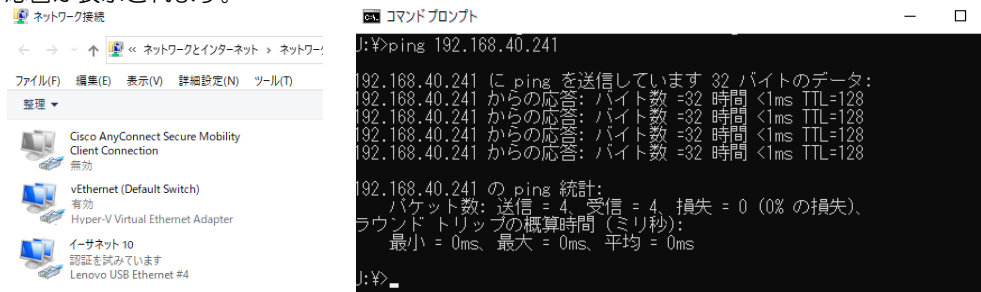 ネットワーク接続
« ネットワークとインターネット › ネットワー
ファイル(F) 編集(E) 表示(V) 詳細設定(N) ツール(T)
整理
Cisco AnyConnect Secure Mobility
Client Connection
無効
vEthernet (Default Switch)
有効
Hyper-V Virtual Ethernet Adapter
イーサネット 10
認証を試みています
Lenovo USB Ethernet #4
コマンド プロンプト
J:¥>ping 192.168.40.241
192.168.40.241 に ping を送信しています 32 バイトのデータ:
192.168.40.241 からの応答: バイト数 =32 時間 <1ms TTL=128
192.168.40.241 からの応答: バイト数 =32 時間 <1ms TTL=128
192.168.40.241 からの応答: バイト数 =32 時間 <1ms TTL=128
192.168.40.241 からの応答: バイト数 =32 時間 <1ms TTL=128
192.168.40.241 の ping 統計:
パケット数: 送信 = 4、受信 = 4、損失 = 0 (0% の損失)、
ラウンド トリップの概算時間 (ミリ秒):
最小 = 0ms、最大 = 0ms、平均 = 0ms
J:¥>